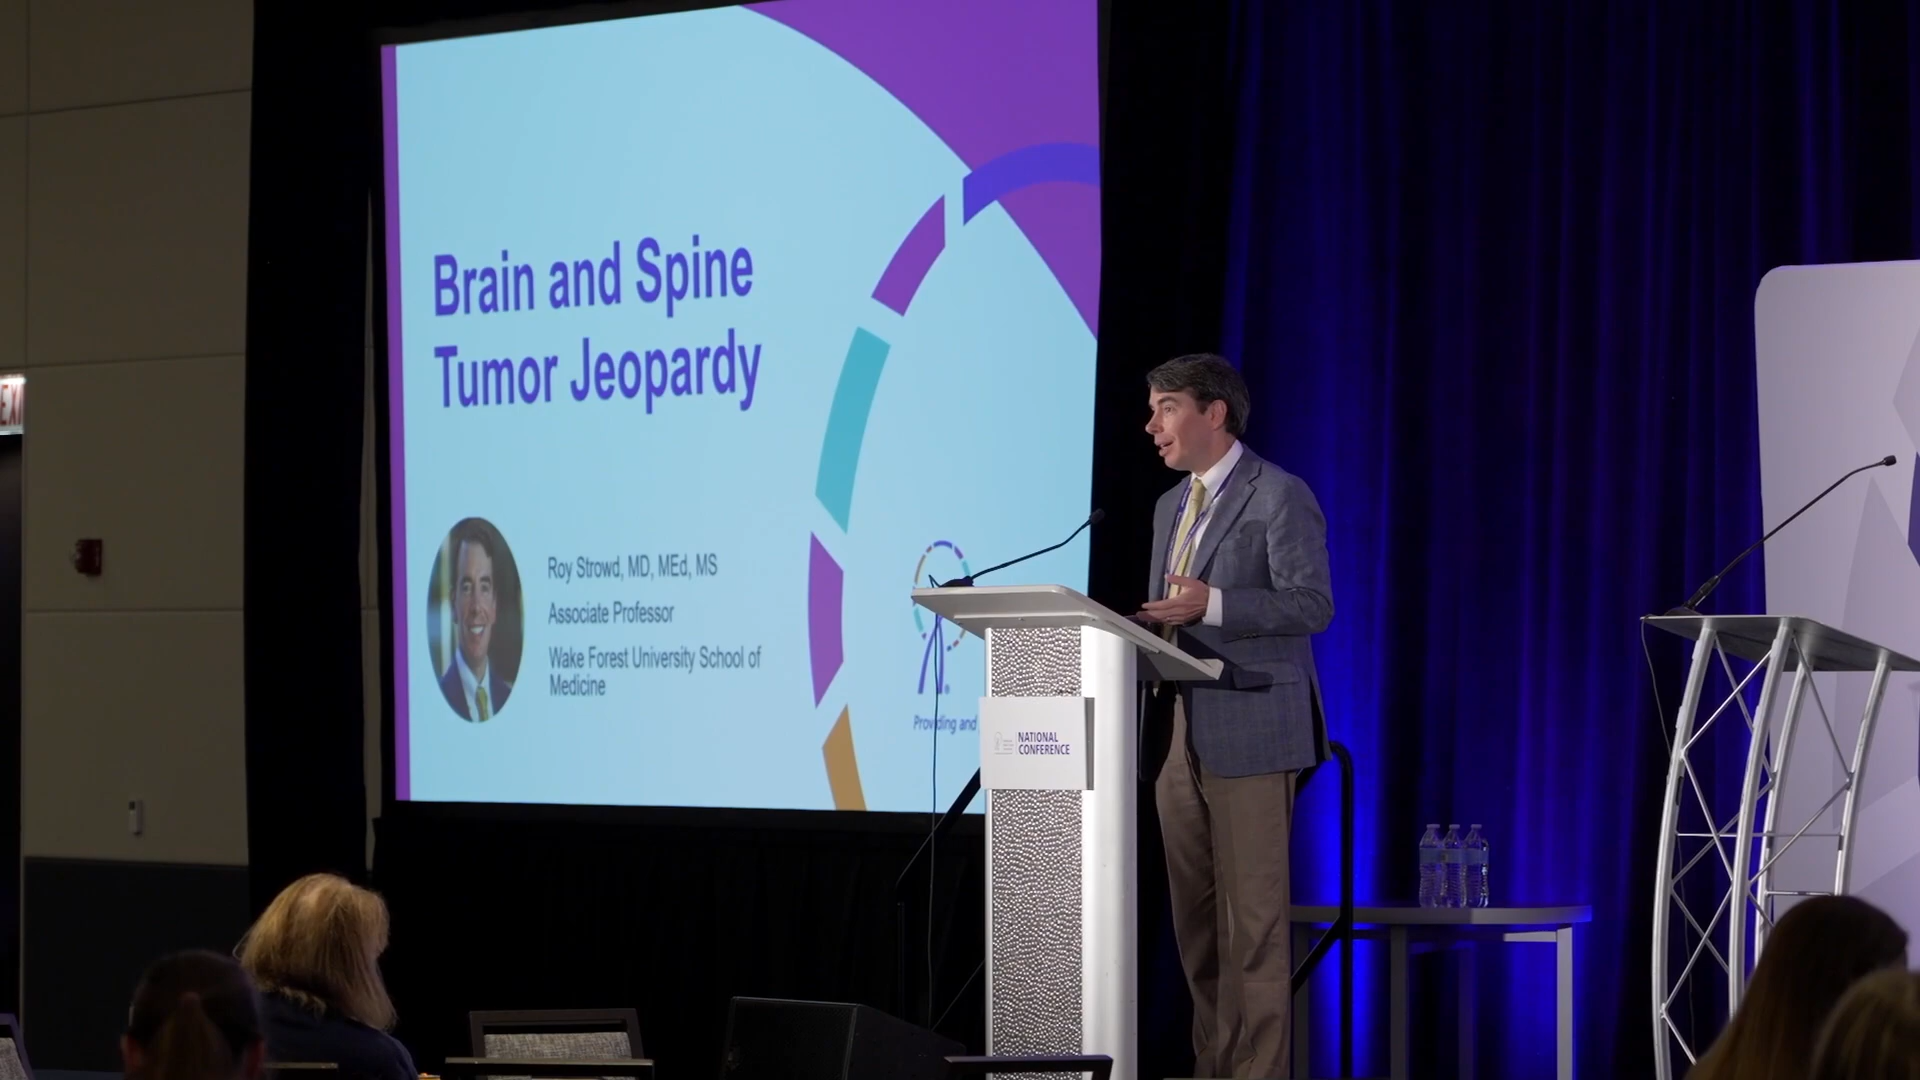 EXI
Brain and Spine
Tumor Jeopardy
Roy Strowd, MD, MEd, MS
Associate Professor
Wake Forest University School of
Medicine
Providing and
NATIONAL
CONFERENCE